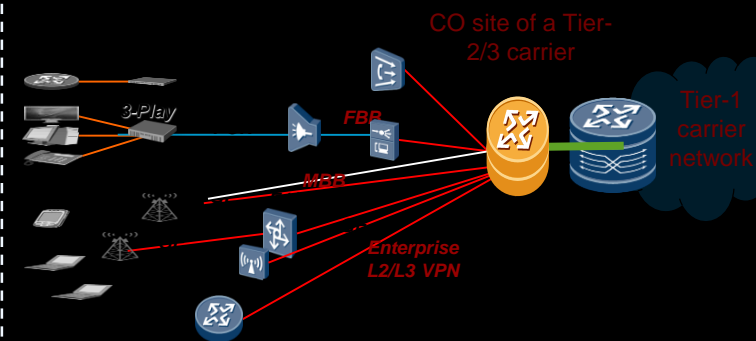 CO site of a Tier-
2/3 carrier
Tier-1
carrier
network
3-Play
FBB
MBB
Enterprise
L2/L3 VPN